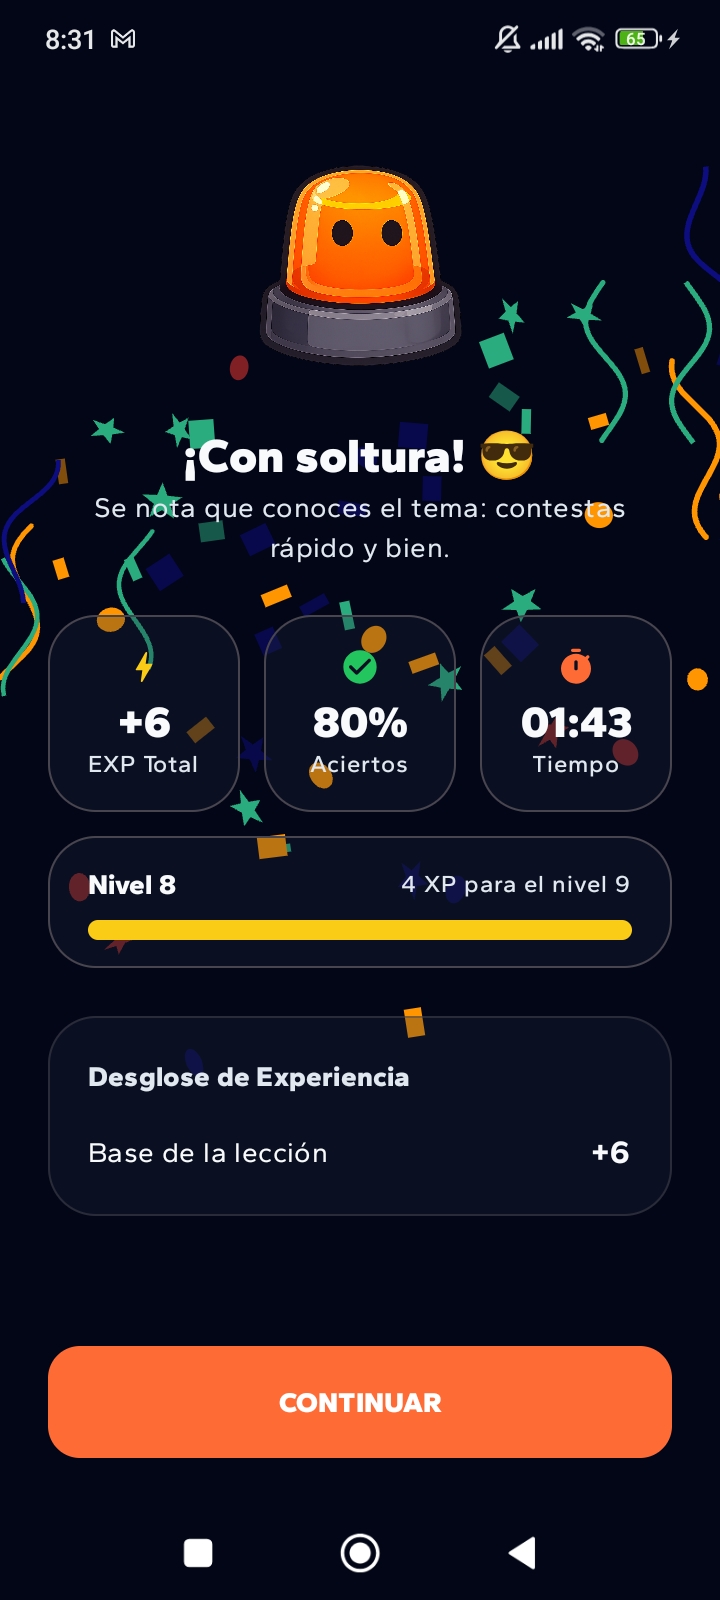 8:31
65
¡Con soltura! 😎
Se nota que conoces el tema: contestas
rápido y bien.
+6
EXP Total
80%
Aciertos
01:43
Tiempo
Nivel 8
4 XP para el nivel 9
Desglose de Experiencia
Base de la lección
+6
CONTINUAR